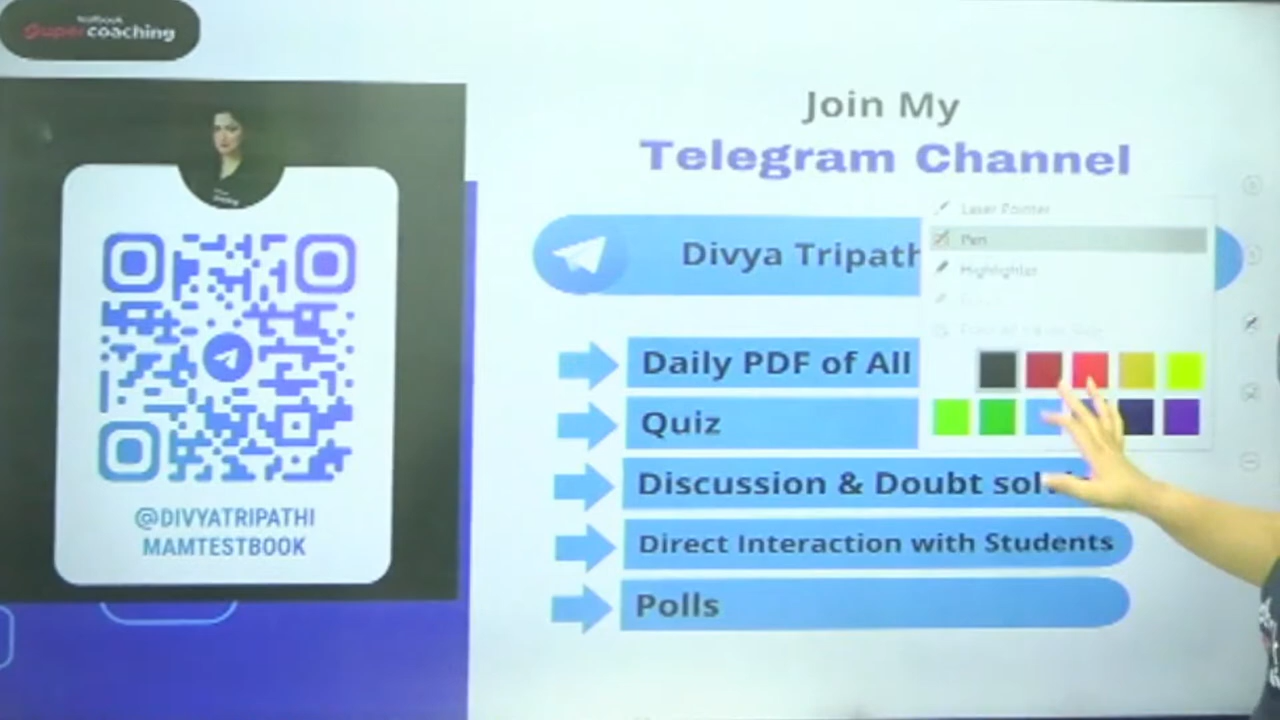 testbook
Supercoaching
Join My
Telegram Channel
Divya Tripath
Laser Pointer
Pen
Highlighter
Daily PDF of All
Quiz
Discussion & Doubt sol
Direct Interaction with Students
Polls
@DIVYATRIPATHI
MAMTESTBOOK